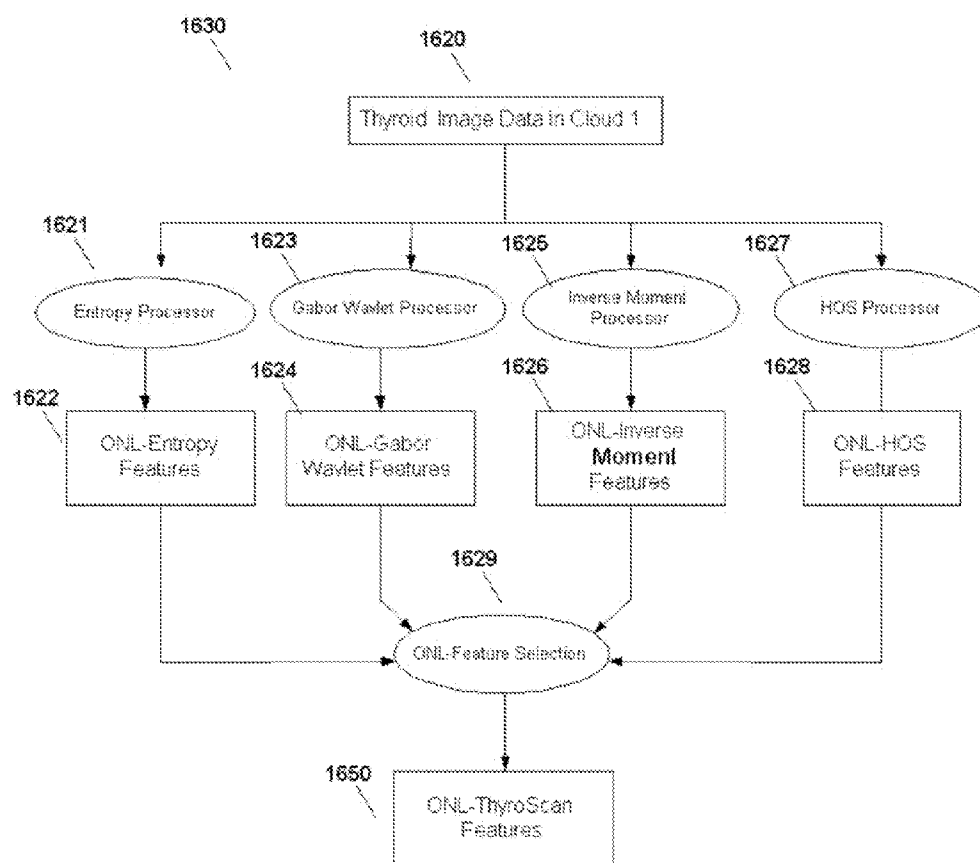 1630
1620
Thyroid Image Data in Cloud 1
1621
1623
1625
1627
Entropy Processor
Gabor Wavlet Processor
Inverse Moment
Processor
HOS Processor
1622
1624
1626
1628
ONL-Entropy
Features
ONL-Gabor
Wavlet Features
ONL-Inverse
Moment
Features
ONL-HOS
Features
1629
ONL-Feature Selection
1650
ONL-ThyroScan
Features